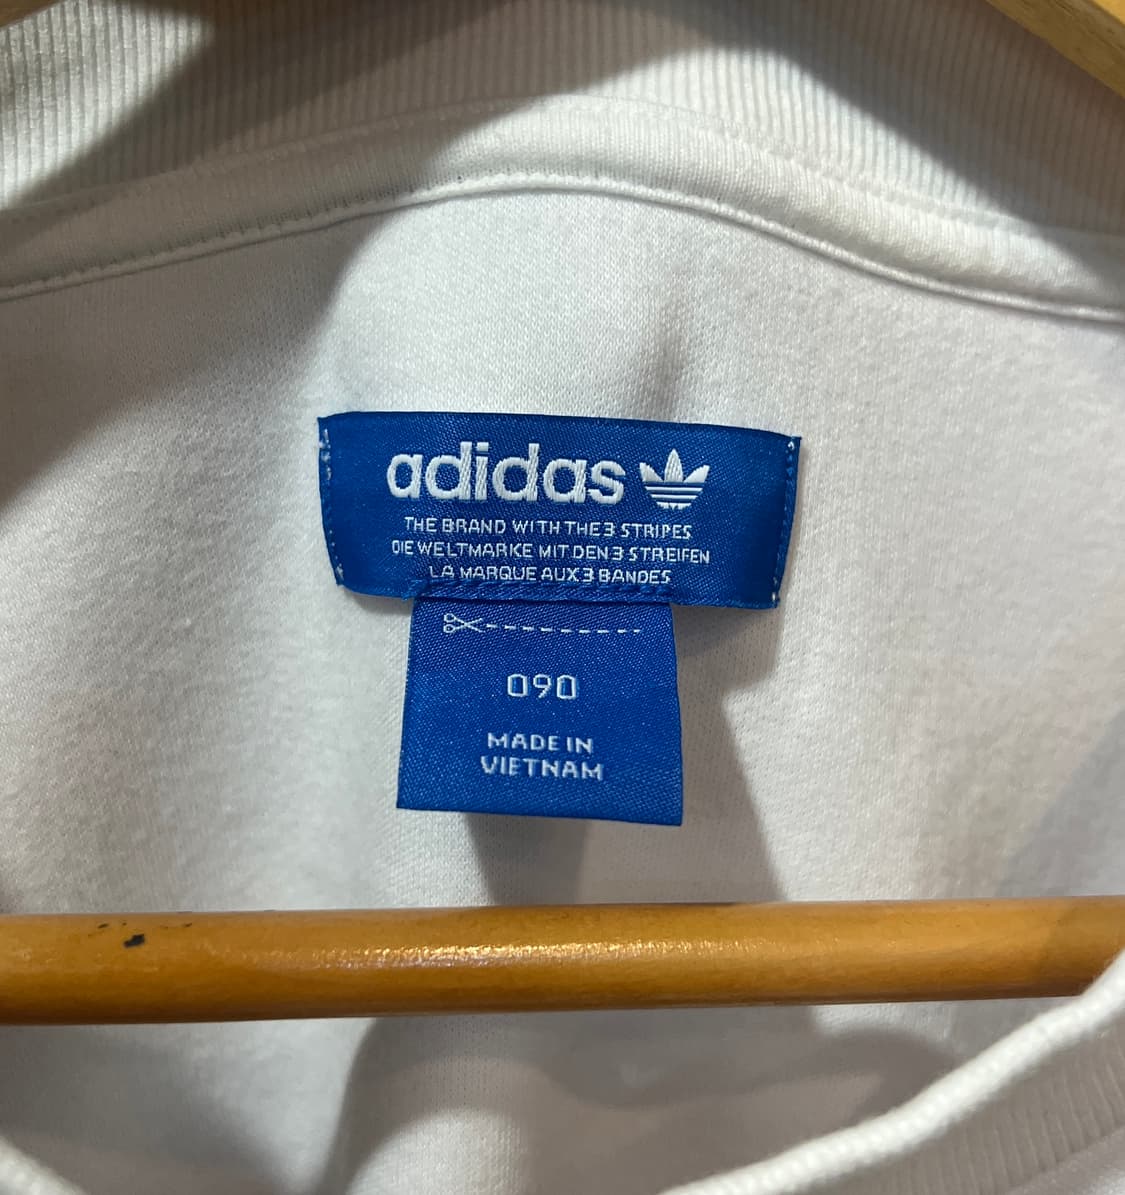 adidas
THE BRAND WITH THE 3 STRIPES
DIE WELTMARKE MIT DEN 3 STREIFEN
LA MARQUE AUX 3 BANDES
090
MADE IN
VIETNAM